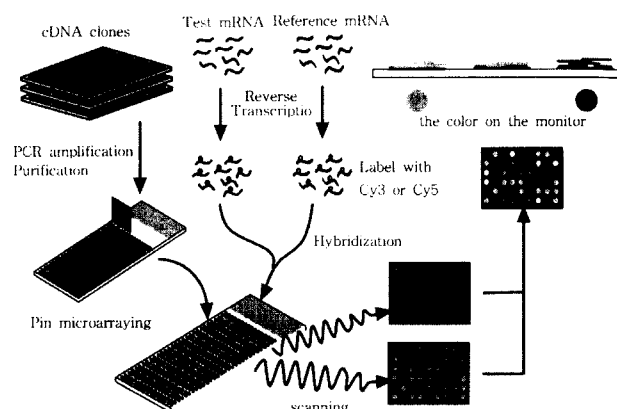 Test mRNA Reference mRNA
cDNA clones
Reverse
Transcriptio
the color on the monitor
PCR amplification
Purification
Label with
Cy3 or Cy5
Hybridization
Pin microarraying
scanning